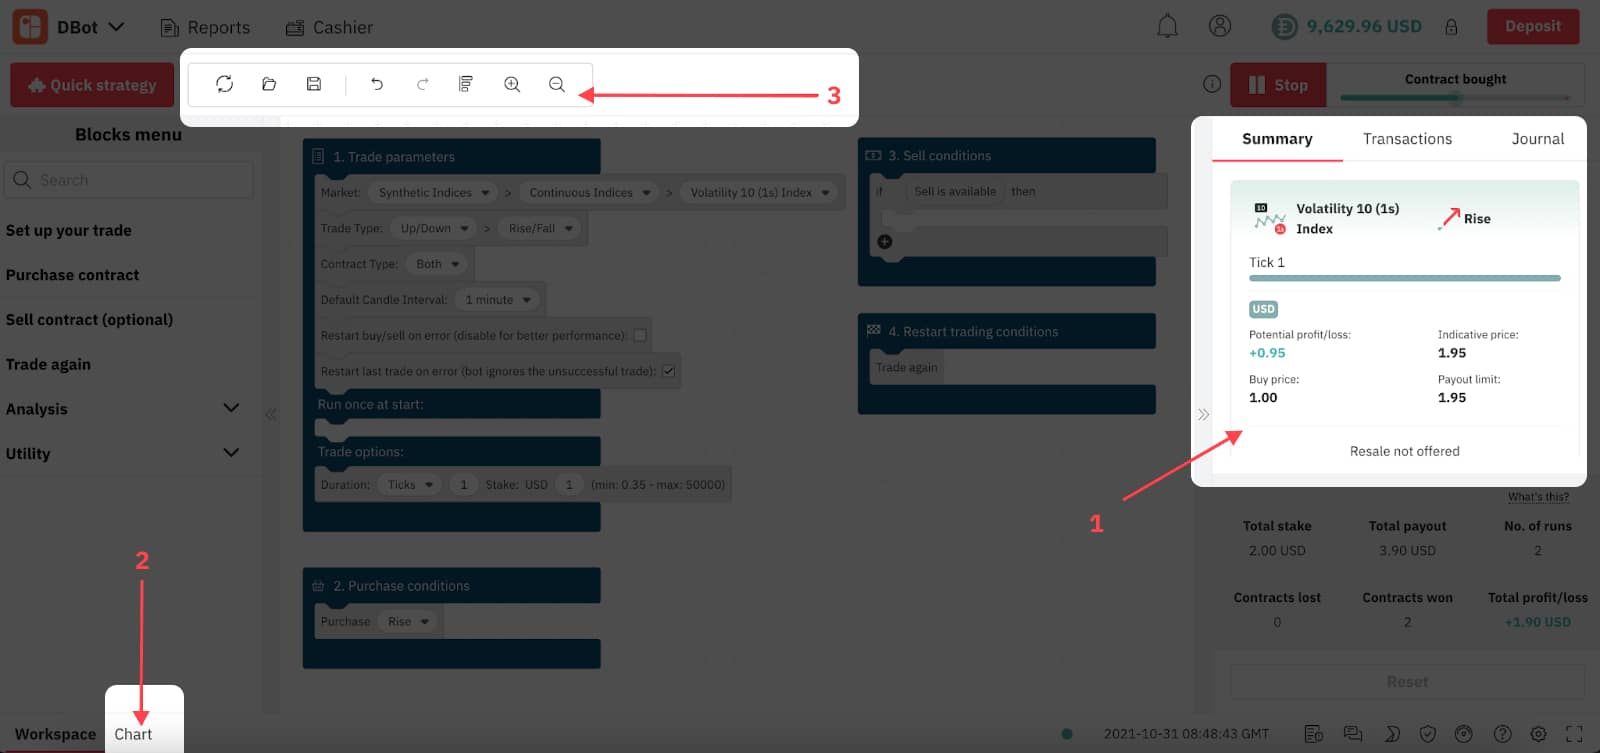 DBot
Reports
Cashier
9,629.96 USD
Deposit
Quick strategy
3
Stop
Contract bought
Blocks menu
Search
Set up your trade
Purchase contract
Sell contract (optional)
Trade again
Analysis
Utility
1. Trade parameters
Market: Synthetic Indices > Continuous Indices > Volatility 10 (1s) Index
Trade Type: Up/Down > Rise/Fall
Contract Type: Both
Default Candle Interval: 1 minute
Restart buy/sell on error (disable for better performance):
Restart last trade on error (bot ignores the unsuccessful trade):
Run once at start:
Trade options:
Duration: Ticks 1 Stake: USD 1 (min: 0.35 - max: 50000)
2. Purchase conditions
Purchase Rise
3. Sell conditions
if Sell is available then
4. Restart trading conditions
Trade again
Summary Transactions Journal
10
1s
Volatility 10 (1s)
Index
Rise
Tick 1
USD
Potential profit/loss: Indicative price:
+0.95 1.95
Buy price: Payout limit:
1.00 1.95
Resale not offered
1
What's this?
Total stake Total payout No. of runs
2.00 USD 3.90 USD 2
Contracts lost Contracts won Total profit/loss
0 2 +1.90 USD
Reset
2
Workspace Chart
2021-10-31 08:48:43 GMT